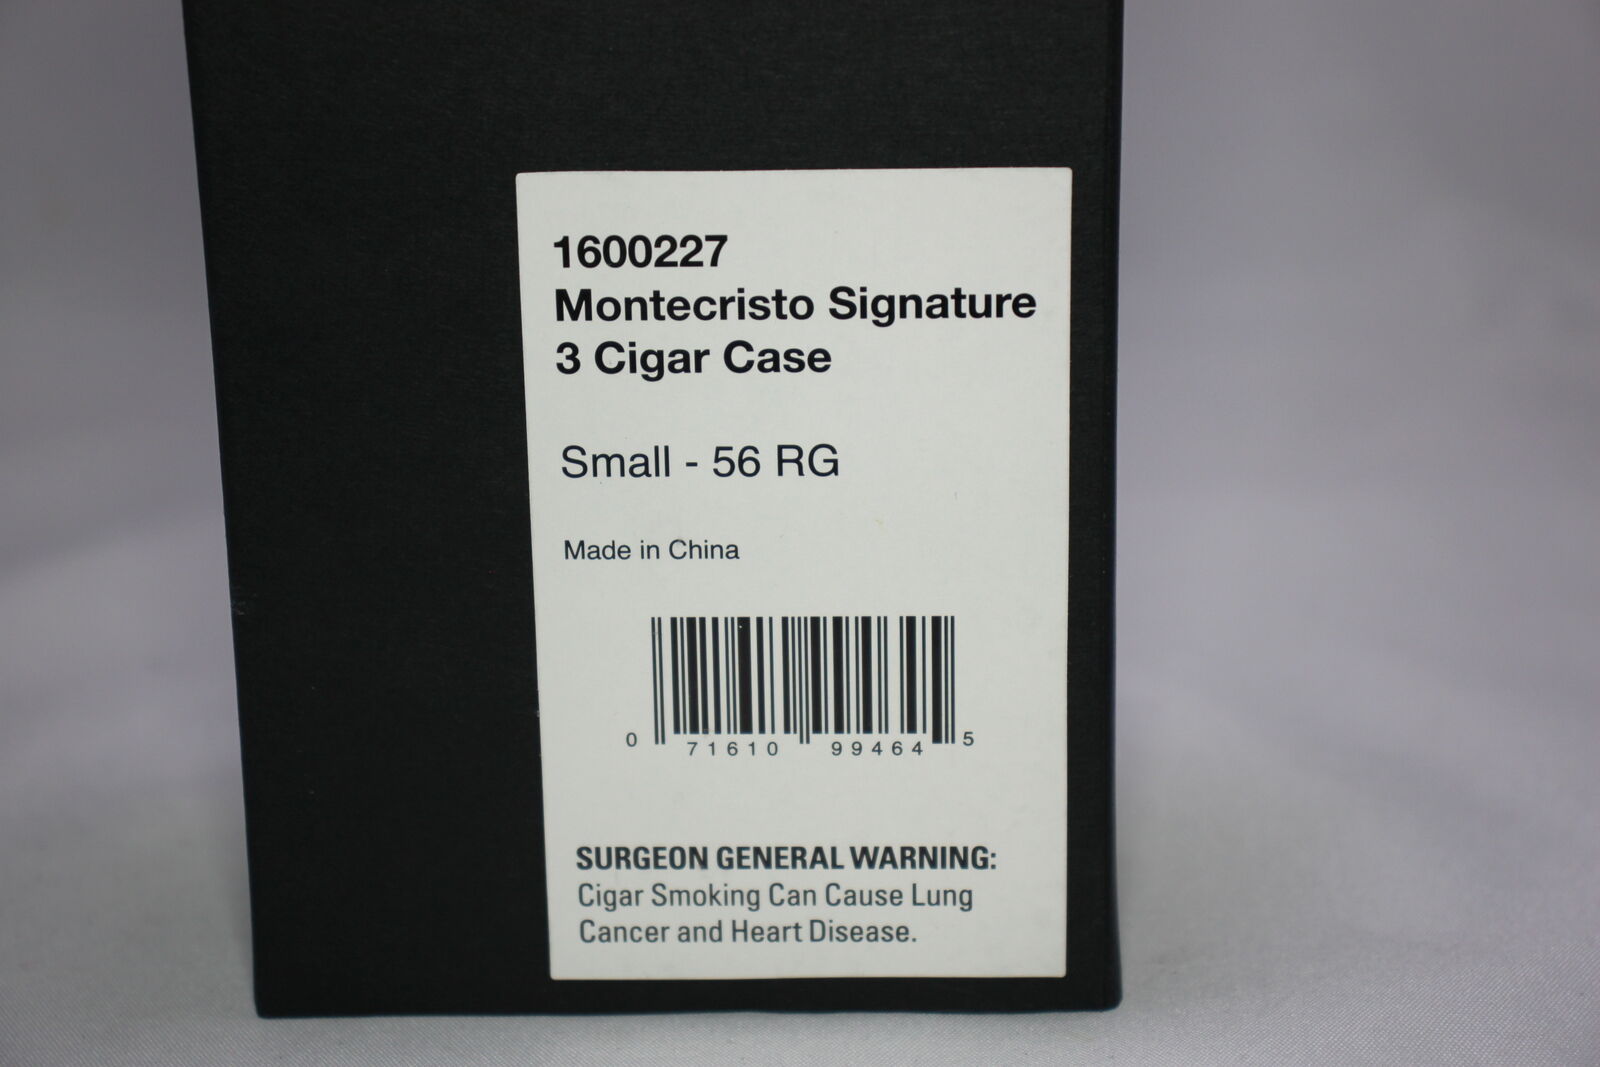 1600227
Montecristo Signature
3 Cigar Case
Small - 56 RG
Made in China
0 71610 99464 5
SURGEON GENERAL WARNING:
Cigar Smoking Can Cause Lung
Cancer and Heart Disease.